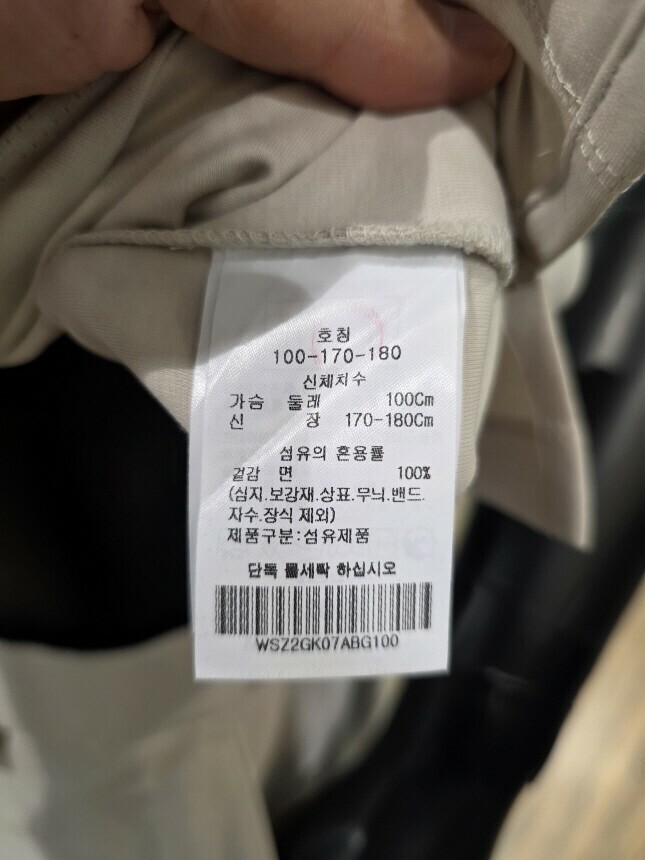 호칭
100-170-180
신체치수
가슴 둘레 100Cm
신 장 170-180Cm
섬유의 혼용률
겉감 면 100%
(심지.보강재.상표.무늬.밴드.
자수.장식 제외)
제품구분:섬유제품
단독 물세탁 하십시오
WSZ2GK07ABG100